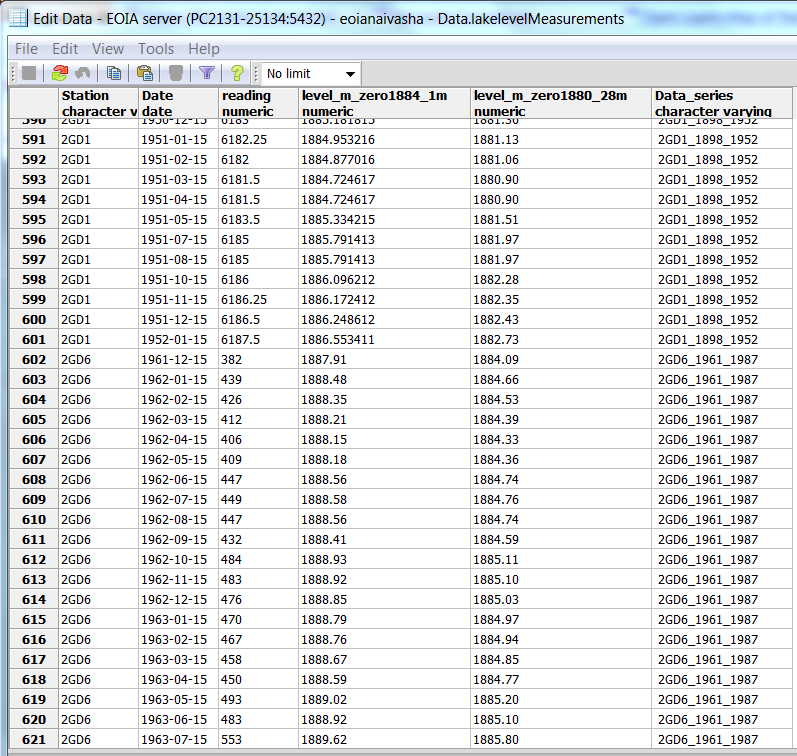 Edit Data - EOIA server (PC2131-25134:5432) - eoianaivasha - Data.lakelevelMeasurements
File Edit View Tools Help
No limit
Station Date reading level_m_zero1884_1m level_m_zero1880_28m Data_series
character v date numeric numeric numeric character varying
590 2GD1 1950-12-15 6183 1885.181815 1881.36 2GD1_1898_1952
591 2GD1 1951-01-15 6182.25 1884.953216 1881.13 2GD1_1898_1952
592 2GD1 1951-02-15 6182 1884.877016 1881.06 2GD1_1898_1952
593 2GD1 1951-03-15 6181.5 1884.724617 1880.90 2GD1_1898_1952
594 2GD1 1951-04-15 6181.5 1884.724617 1880.90 2GD1_1898_1952
595 2GD1 1951-05-15 6183.5 1885.334215 1881.51 2GD1_1898_1952
596 2GD1 1951-07-15 6185 1885.791413 1881.97 2GD1_1898_1952
597 2GD1 1951-08-15 6185 1885.791413 1881.97 2GD1_1898_1952
598 2GD1 1951-10-15 6186 1886.096212 1882.28 2GD1_1898_1952
599 2GD1 1951-11-15 6186.25 1886.172412 1882.35 2GD1_1898_1952
600 2GD1 1951-12-15 6186.5 1886.248612 1882.43 2GD1_1898_1952
601 2GD1 1952-01-15 6187.5 1886.553411 1882.73 2GD1_1898_1952
602 2GD6 1961-12-15 382 1887.91 1884.09 2GD6_1961_1987
603 2GD6 1962-01-15 439 1888.48 1884.66 2GD6_1961_1987
604 2GD6 1962-02-15 426 1888.35 1884.53 2GD6_1961_1987
605 2GD6 1962-03-15 412 1888.21 1884.39 2GD6_1961_1987
606 2GD6 1962-04-15 406 1888.15 1884.33 2GD6_1961_1987
607 2GD6 1962-05-15 409 1888.18 1884.36 2GD6_1961_1987
608 2GD6 1962-06-15 447 1888.56 1884.74 2GD6_1961_1987
609 2GD6 1962-07-15 449 1888.58 1884.76 2GD6_1961_1987
610 2GD6 1962-08-15 447 1888.56 1884.74 2GD6_1961_1987
611 2GD6 1962-09-15 432 1888.41 1884.59 2GD6_1961_1987
612 2GD6 1962-10-15 484 1888.93 1885.11 2GD6_1961_1987
613 2GD6 1962-11-15 483 1888.92 1885.10 2GD6_1961_1987
614 2GD6 1962-12-15 476 1888.85 1885.03 2GD6_1961_1987
615 2GD6 1963-01-15 470 1888.79 1884.97 2GD6_1961_1987
616 2GD6 1963-02-15 467 1888.76 1884.94 2GD6_1961_1987
617 2GD6 1963-03-15 458 1888.67 1884.85 2GD6_1961_1987
618 2GD6 1963-04-15 450 1888.59 1884.77 2GD6_1961_1987
619 2GD6 1963-05-15 493 1889.02 1885.20 2GD6_1961_1987
620 2GD6 1963-06-15 483 1888.92 1885.10 2GD6_1961_1987
621 2GD6 1963-07-15 553 1889.62 1885.80 2GD6_1961_1987